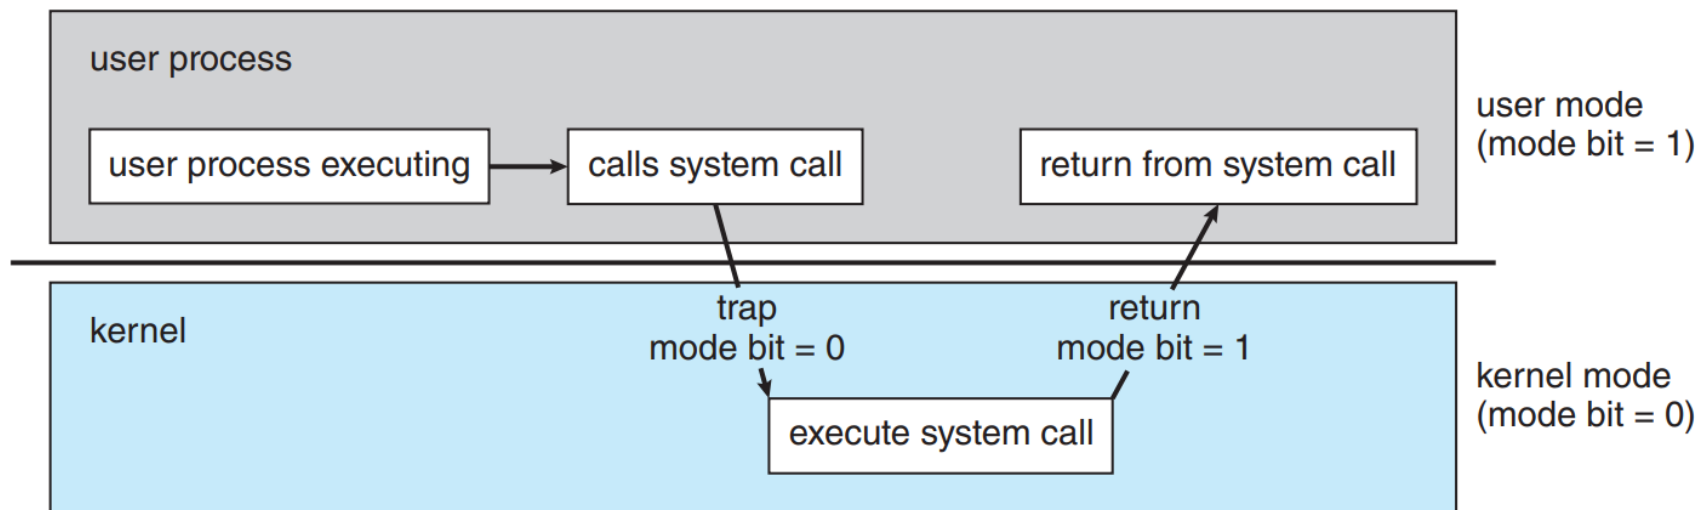 user process
user process executing
calls system call
return from system call
user mode
(mode bit = 1)
kernel
trap
mode bit = 0
return
mode bit = 1
execute system call
kernel mode
(mode bit = 0)